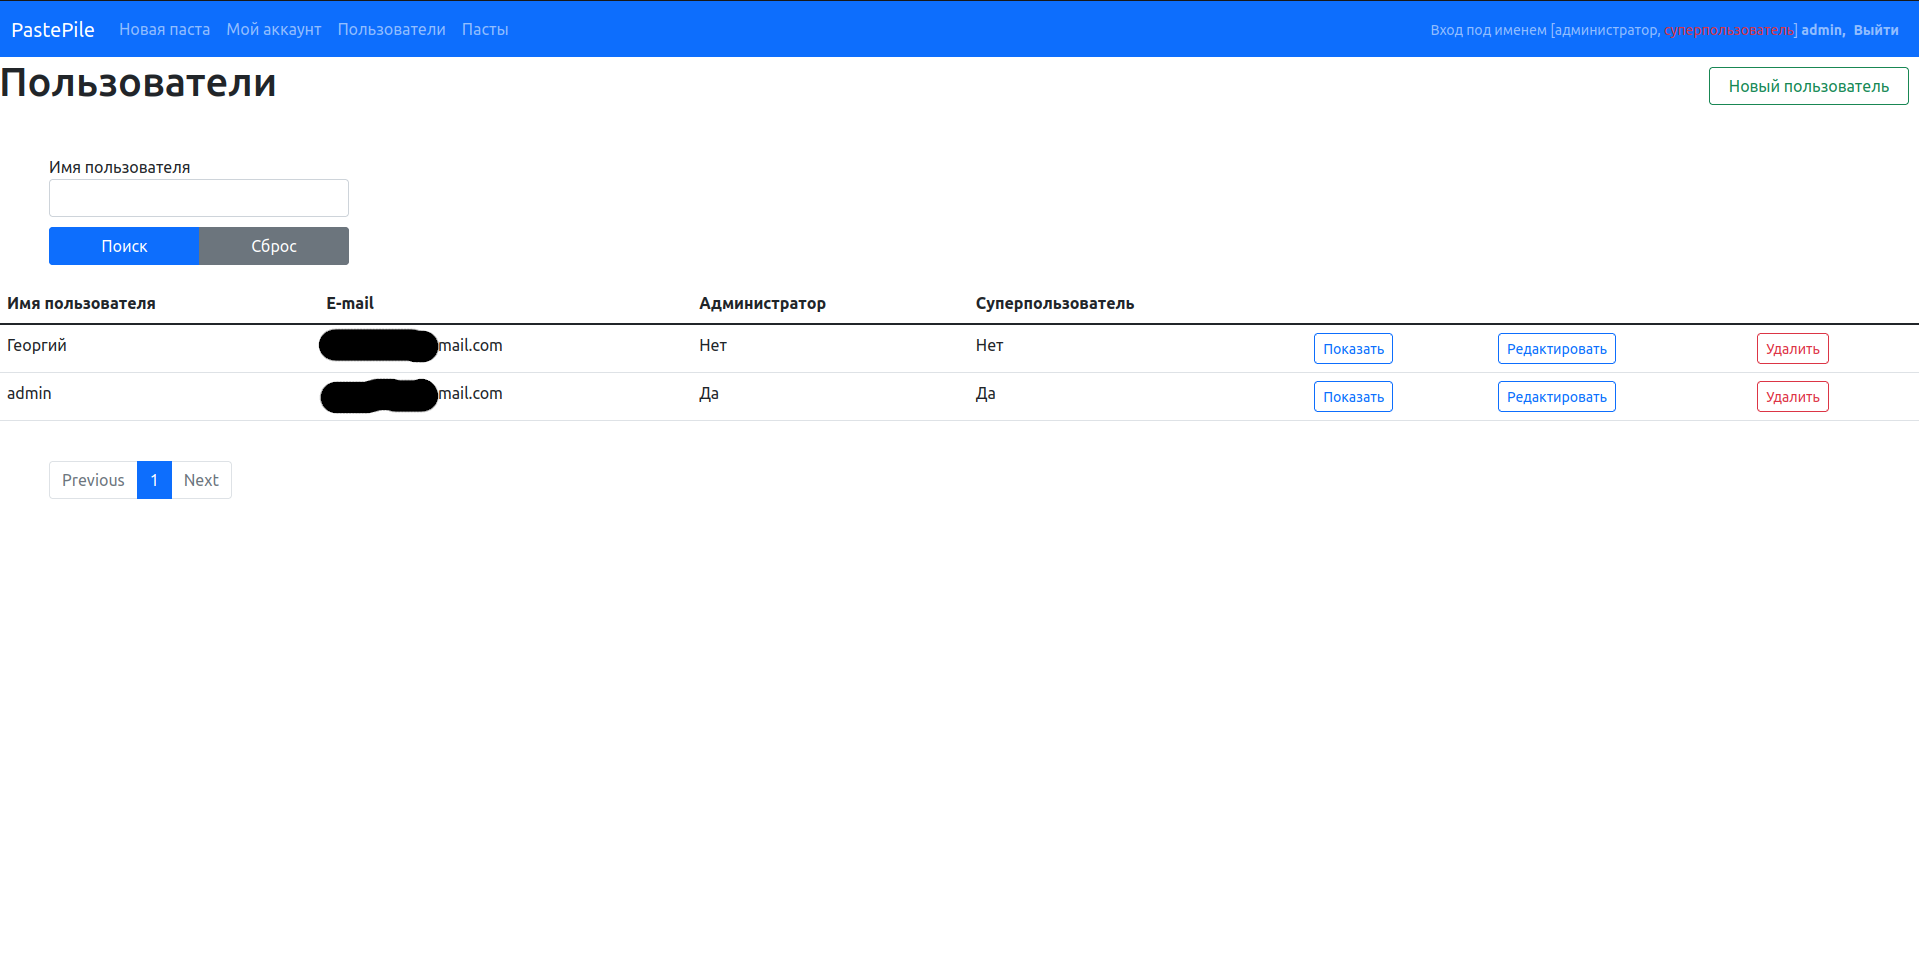 PastePile Новая паста Мой аккаунт Пользователи Пасты Вход под именем [администратор, суперпользователь] admin, Выйти
Пользователи Новый пользователь
Имя пользователя
Поиск Сброс
Имя пользователя E-mail Администратор Суперпользователь
Георгий mail.com Нет Нет Показать Редактировать Удалить
admin mail.com Да Да Показать Редактировать Удалить
Previous 1 Next